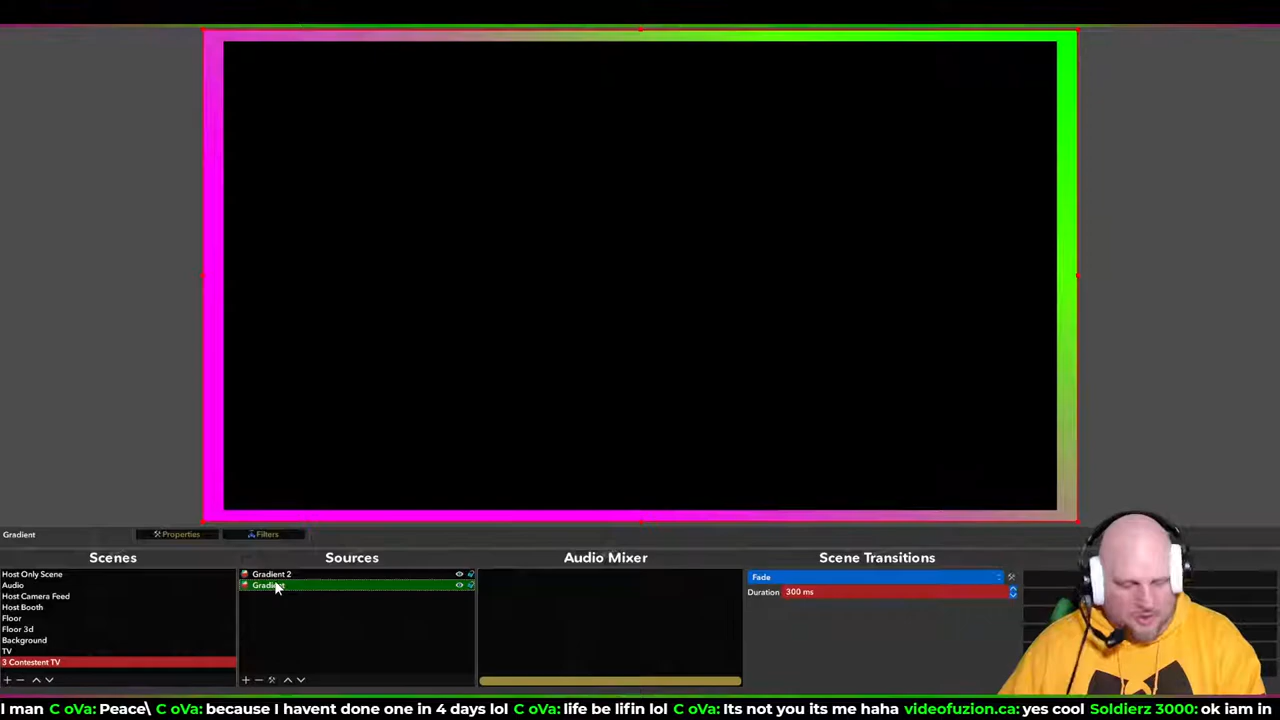 Gradient
Properties
Filters
Scenes
Sources
Audio Mixer
Scene Transitions
Host Only Scene
Audio
Host Camera Feed
Host Booth
Floor
Floor 3d
Background
TV
3 Contestent TV
Gradient 2
Gradient
Fade
Duration 300 ms
I man C oVa: Peace\ C oVa: because I havent done one in 4 days lol C oVa: life be lifin lol C oVa: Its not you its me haha videofuzion.ca: yes cool Soldierz 3000: ok iam in